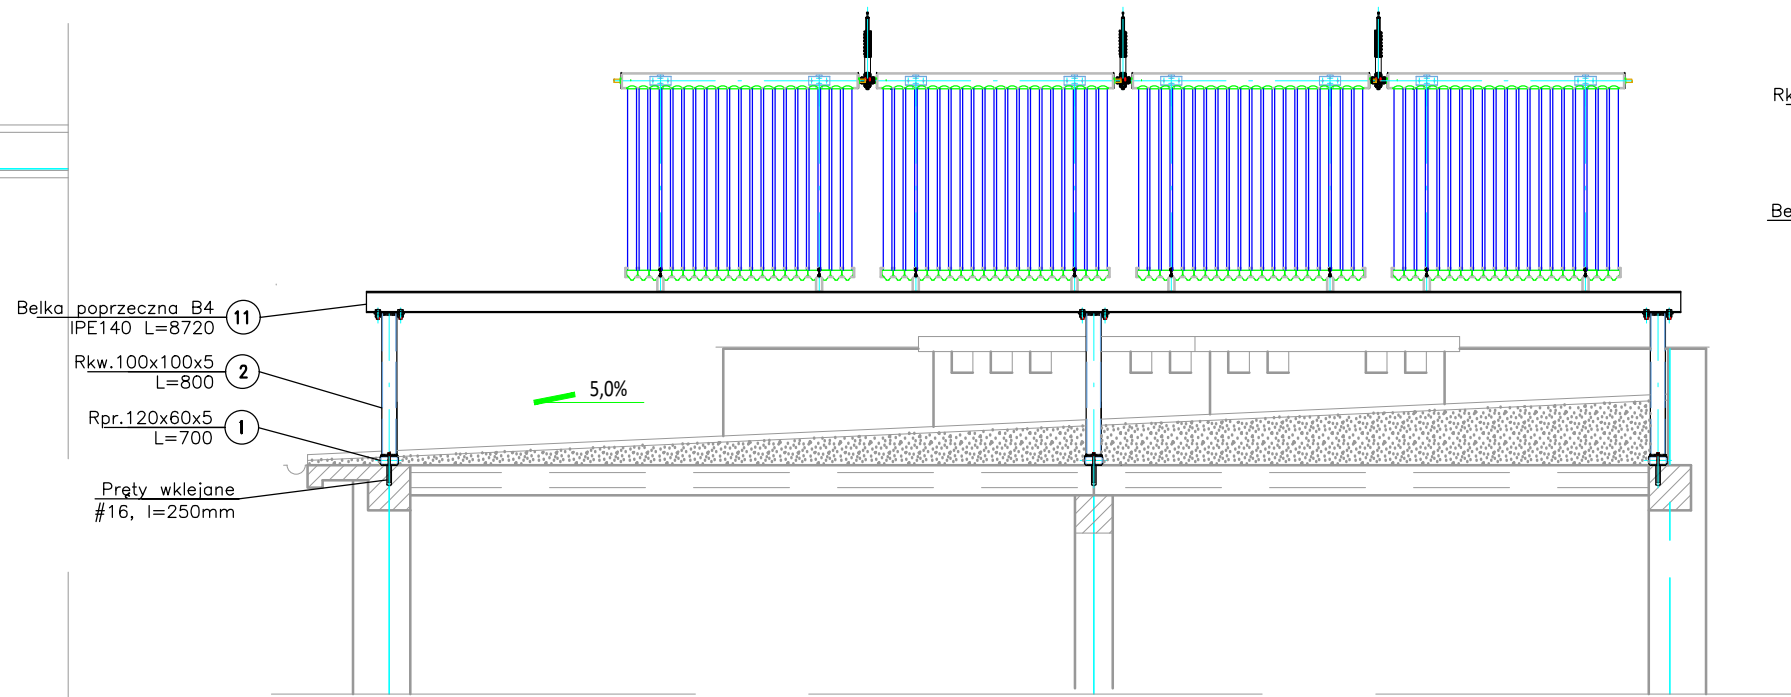 Belka poprzeczna B4
IPE140 L=8720
11
Rkw.100x100x5
L=800
2
Rpr.120x60x5
L=700
1
Pręty wklejane
#16, l=250mm
5,0%
Be